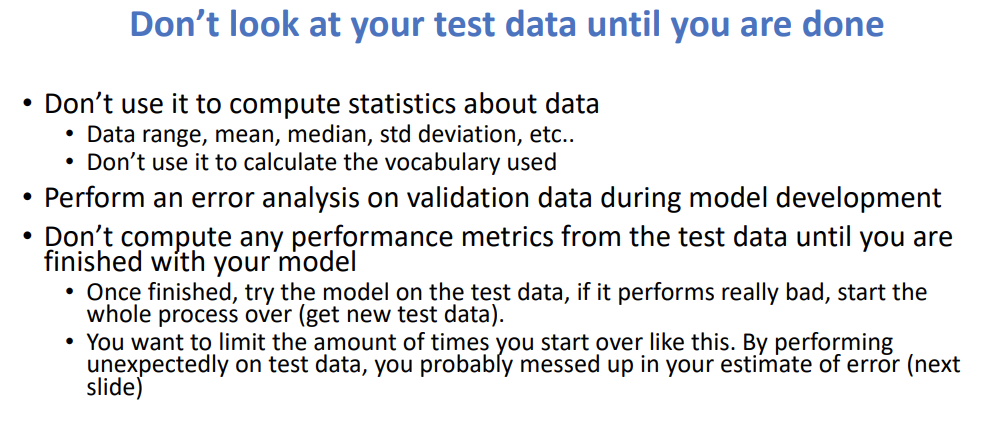 Don't look at your test data until you are done
• Don't use it to compute statistics about data
• Data range, mean, median, std deviation, etc..
• Don't use it to calculate the vocabulary used
• Perform an error analysis on validation data during model development
• Don't compute any performance metrics from the test data until you are
finished with your model
• Once finished, try the model on the test data, if it performs really bad, start the
whole process over (get new test data).
• You want to limit the amount of times you start over like this. By performing
unexpectedly on test data, you probably messed up in your estimate of error (next
slide)